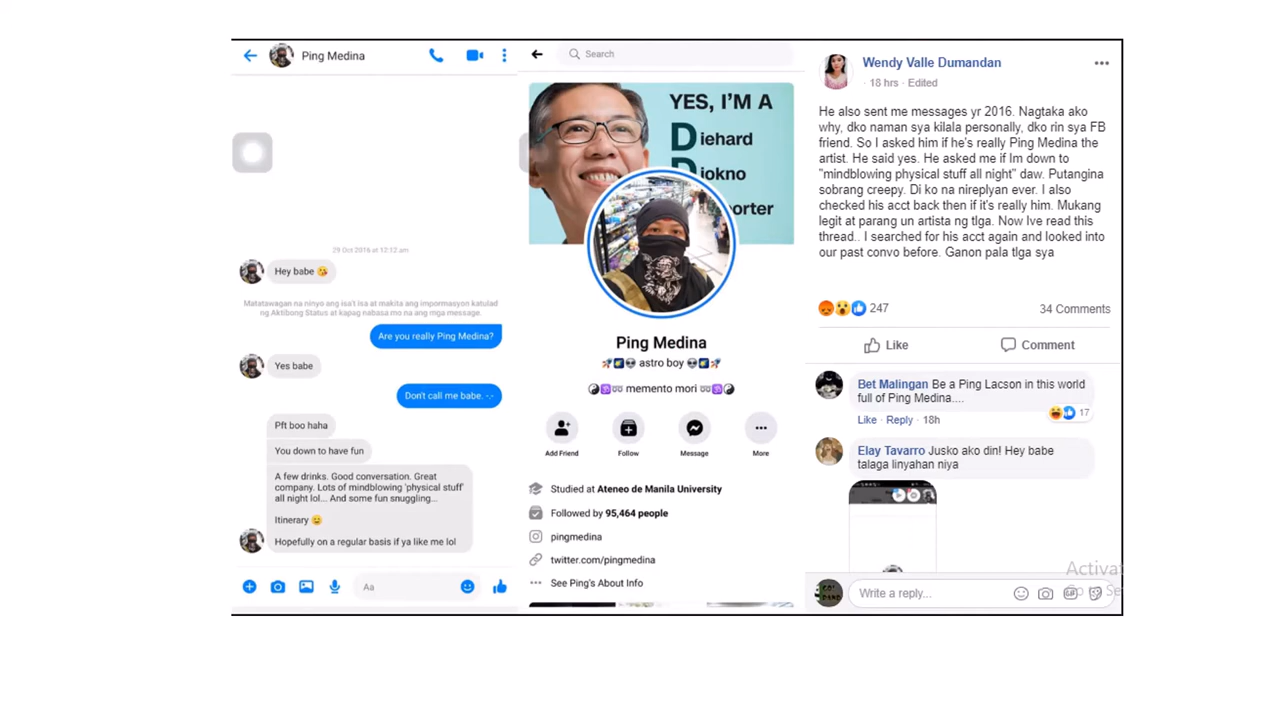 Ping Medina
29 Oct 2016 at 12:12 am
Hey babe 😘
Matatawagan na ninyo ang isa't isa at makita ang impormasyon katulad
ng Aktibong Status at kapag nabasa mo na ang mga message.
Are you really Ping Medina?
Yes babe
Don't call me babe. -.-
Pft boo haha
You down to have fun
A few drinks. Good conversation. Great
company. Lots of mindblowing 'physical stuff'
all night lol... And some fun snuggling...
Itinerary 😄
Hopefully on a regular basis if ya like me lol
Aa
Search
YES, I'M A
Diehard
Diokno
porter
Ping Medina
🚀🌌💀 astro boy 💀🌌🚀
memento mori
Add Friend
Follow
Message
More
Studied at Ateneo de Manila University
Followed by 95,464 people
pingmedina
twitter.com/pingmedina
See Ping's About Info
Wendy Valle Dumandan
18 hrs · Edited
He also sent me messages yr 2016. Nagtaka ako
why, dko naman sya kilala personally, dko rin sya FB
friend. So I asked him if he's really Ping Medina the
artist. He said yes. He asked me if Im down to
"mindblowing physical stuff all night" daw. Putangina
sobrang creepy. Di ko na nireplyan ever. I also
checked his acct back then if it's really him. Mukang
legit at parang un artista ng tlga. Now Ive read this
thread.. I searched for his acct again and looked into
our past convo before. Ganon pala tlga sya
247
34 Comments
Like
Comment
Bet Malingan Be a Ping Lacson in this world
full of Ping Medina....
17
Like · Reply · 18h
Elay Tavarro Jusko ako din! Hey babe
talaga linyahan niya
Activat
Write a reply...
GIF